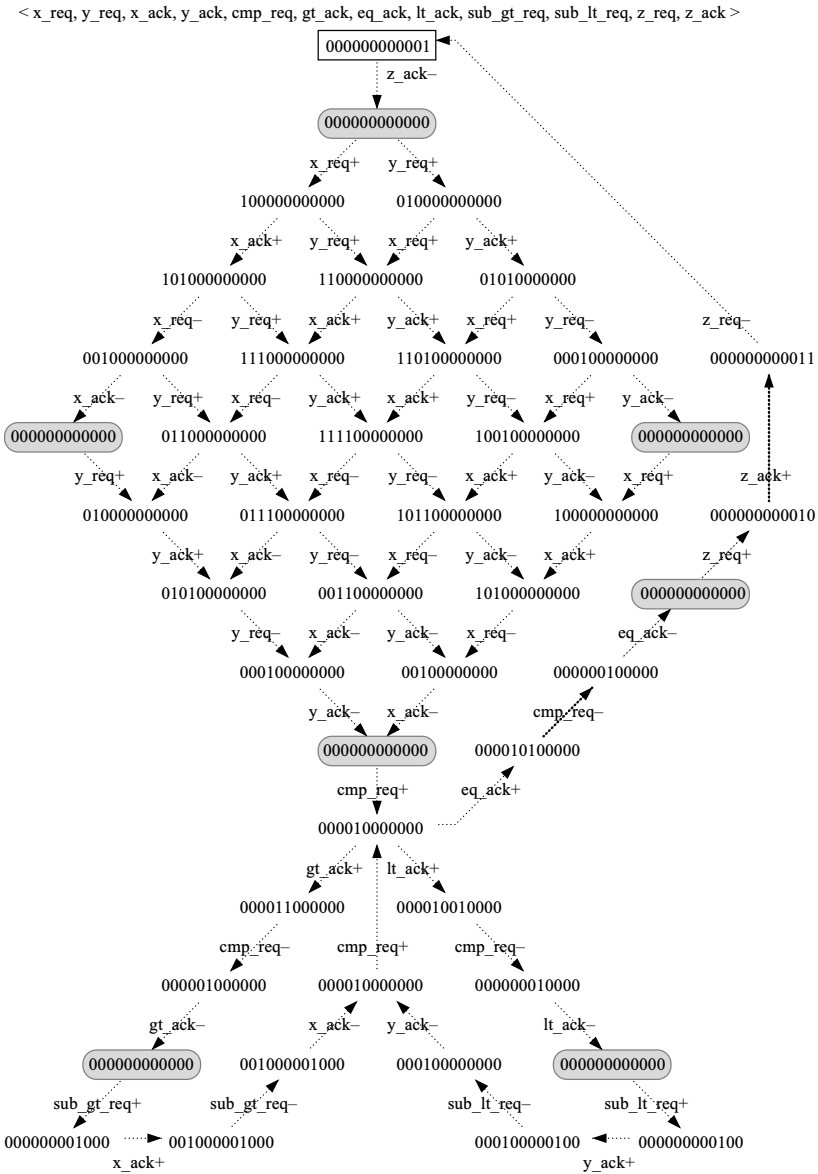 < x_req, y_req, x_ack, y_ack, cmp_req, gt_ack, eq_ack, lt_ack, sub_gt_req, sub_lt_req, z_req, z_ack >
000000000001
z_ack–
000000000000
x_req+ y_req+
100000000000 010000000000
x_ack+ y_req+ x_req+ y_ack+
101000000000 110000000000 01010000000
x_req– y_req+ x_ack+ y_ack+ x_req+ y_req– z_req–
001000000000 111000000000 110100000000 000100000000 000000000011
x_ack– y_req+ x_req– y_ack+ x_ack+ y_req– x_req+ y_ack–
000000000000 011000000000 111100000000 100100000000 000000000000
y_req+ x_ack– y_ack+ x_req– y_req– x_ack+ y_ack– x_req+ z_ack+
010000000000 011100000000 101100000000 100000000000 000000000010
y_ack+ x_ack– y_req– x_req– y_ack– x_ack+ z_req+
010100000000 001100000000 101000000000 000000000000
y_req– x_ack– y_ack– x_req– eq_ack–
000100000000 00100000000 000000100000
y_ack– x_ack– cmp_req–
000000000000 000010100000
cmp_req+ eq_ack+
000010000000
gt_ack+ lt_ack+
000011000000 000010010000
cmp_req– cmp_req+ cmp_req–
000001000000 000010000000 000000010000
gt_ack– x_ack– y_ack– lt_ack–
000000000000 001000001000 000100000000 000000000000
sub_gt_req+ sub_gt_req– sub_lt_req– sub_lt_req+
000000001000 001000001000 000100000100 000000000100
x_ack+ y_ack+